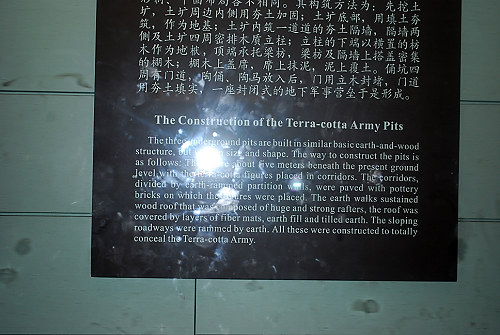 形制、平面布局各不相同。其构筑方法为：先挖土
圹，土圹周边内侧用夯土加固；土圹底部，用填土夯
筑，作为地基；土圹内筑一道道的夯土隔墙，隔墙两
侧及土圹四周密排木质立柱；立柱的下端以横置的枋
木作为地栿，顶端承托梁枋，梁枋及隔墙上搭盖密集
的棚木；棚木上盖席，席上抹泥，泥上覆土。俑坑四
周有门道，陶俑、陶马放入后，门用立木封堵，门道
用夯土填实，一座封闭式的地下军事营垒于是形成。
The Construction of the Terra-cotta Army Pits
The three underground pits are built in similar basic earth-and-wood
structure, but size and shape. The way to construct the pits is
as follows: about five meters beneath the present ground
level with the terra-cotta figures placed in corridors. The corridors,
divided by earth-rammed partition were paved with pottery
bricks on which the were placed. The earth walks sustained
wood roof that was composed of huge and strong rafters, the roof was
covered by layers of fiber mats, earth fill and tilled earth. The sloping
roadways were rammed by earth. All these were constructed to totally
conceal the Terra-cotta Army.